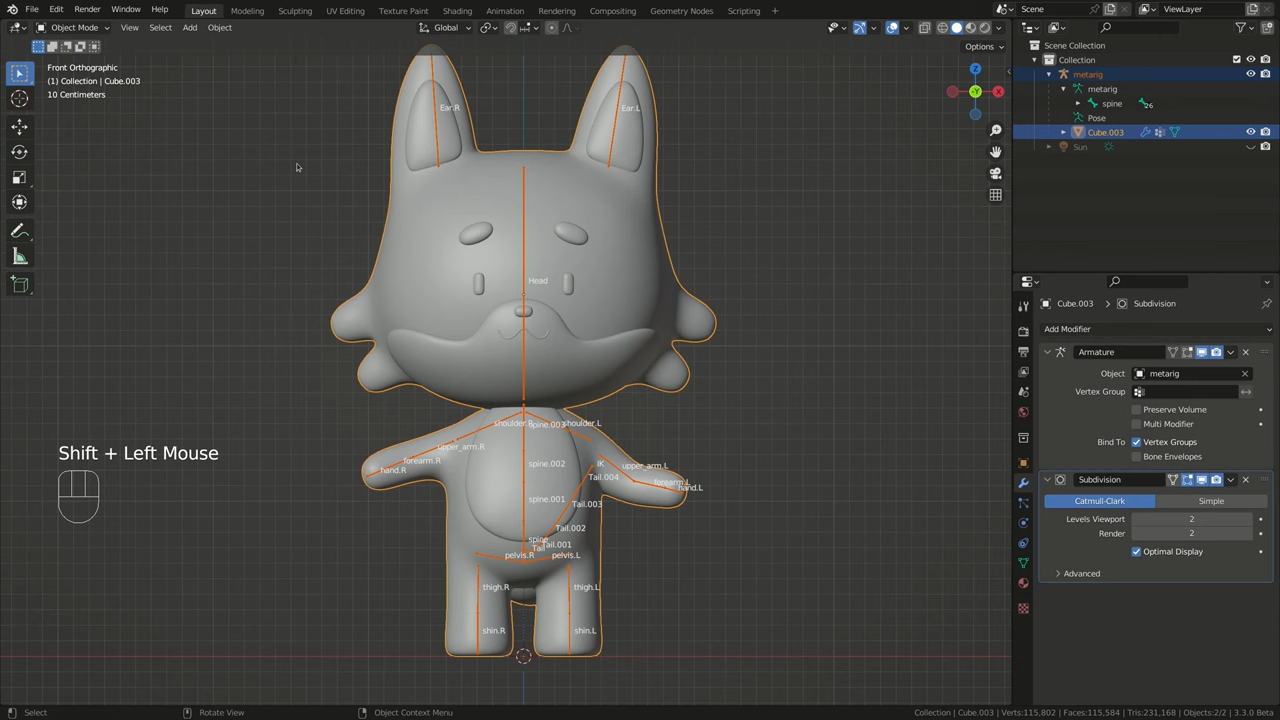 File Edit Render Window Help Layout Modeling Sculpting UV Editing Texture Paint Shading Animation Rendering Compositing Geometry Nodes Scripting + Scene ViewLayer
Object Mode View Select Add Object Global Options
Front Orthographic
(1) Collection | Cube.003
10 Centimeters
Z
X
-Y
Ear.R
Ear.L
Head
shoulder.R
spine.003
shoulder.L
upper_arm.R
forearm.R
hand.R
spine.002
IK
upper_arm.L
Tail.004
forearm.L
hand.L
spine.001
Tail.003
Tail.002
spine
Tail.001
Tail
pelvis.R
pelvis.L
thigh.R
thigh.L
shin.R
shin.L
Shift + Left Mouse
Scene Collection
Collection
metarig
metarig
spine
26
Pose
Cube.003
Sun
Cube.003 > Subdivision
Add Modifier
Armature
Object metarig
Vertex Group
Preserve Volume
Multi Modifier
Bind To Vertex Groups
Bone Envelopes
Subdivision
Catmull-Clark Simple
Levels Viewport 2
Render 2
Optimal Display
Advanced
Select Rotate View Object Context Menu Collection | Cube.003 | Verts:115,802 | Faces:115,584 | Tris:231,168 | Objects:2/2 | 3.3.0 Beta